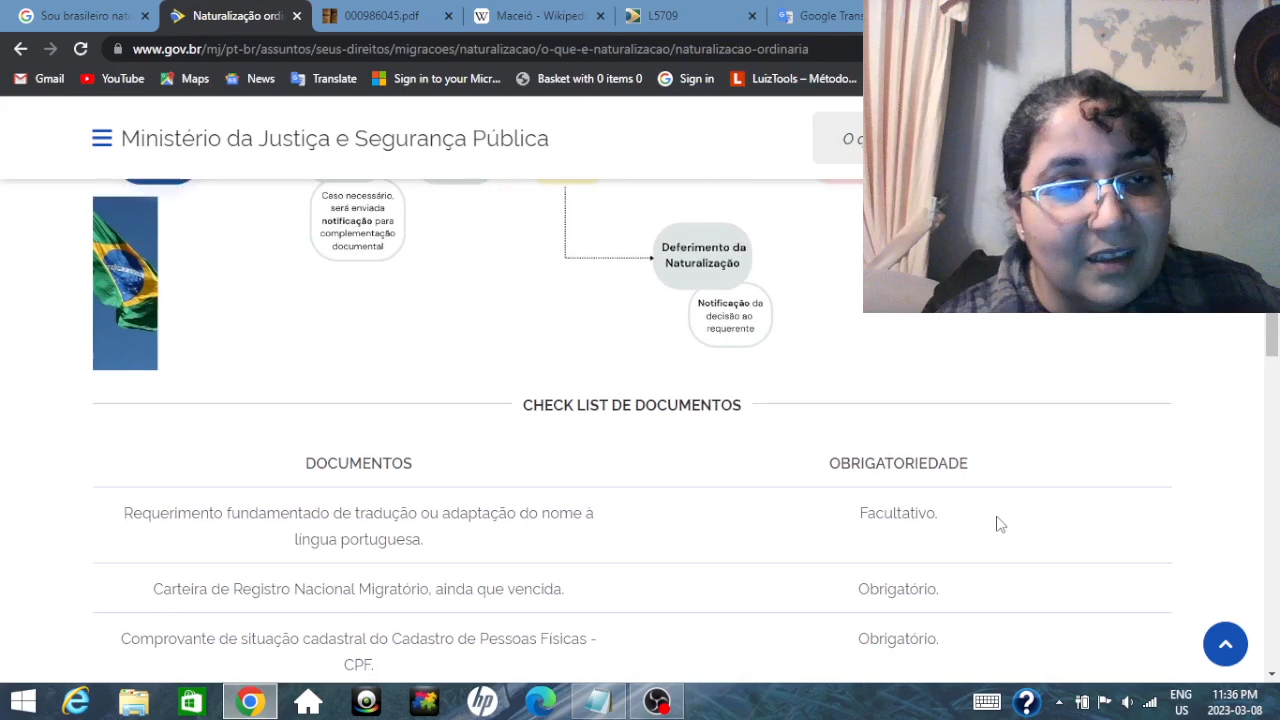 Naturalização ordi
00098045.pdf
Maceió - Wikiped
L5709
Google Tran
www.gov.br/mj/pt-br/assuntos/seus-direitos/migracoes/naturalizacao/o-que-e-naturalizacao/naturalizacao-ordinaria
Gmail YouTube Maps News Translate Sign in to your Micr... Basket with 0 items 0 Sign in LuizTools – Método...
Ministério da Justiça e Segurança Pública
O q
Caso necessário,
será enviada
notificação para
complementação
documental
Deferimento da
Naturalização
Notificação da
decisão ao
requerente
CHECK LIST DE DOCUMENTOS
DOCUMENTOS OBRIGATORIEDADE
Requerimento fundamentado de tradução ou adaptação do nome à
língua portuguesa.
Facultativo.
Carteira de Registro Nacional Migratório, ainda que vencida. Obrigatório.
Comprovante de situação cadastral do Cadastro de Pessoas Físicas -
CPF.
Obrigatório.
ENG
US
11:36 PM
2023-03-08